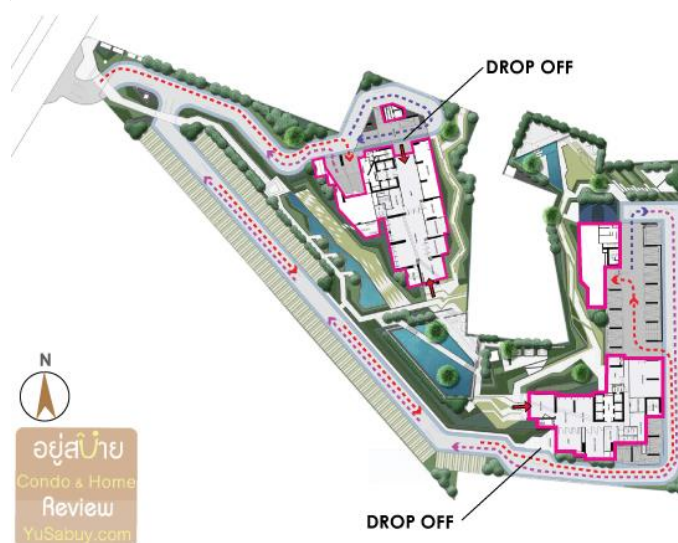 DROP OFF
N
อยู่สบาย
Condo & Home
Review
YuSabuy.com
DROP OFF